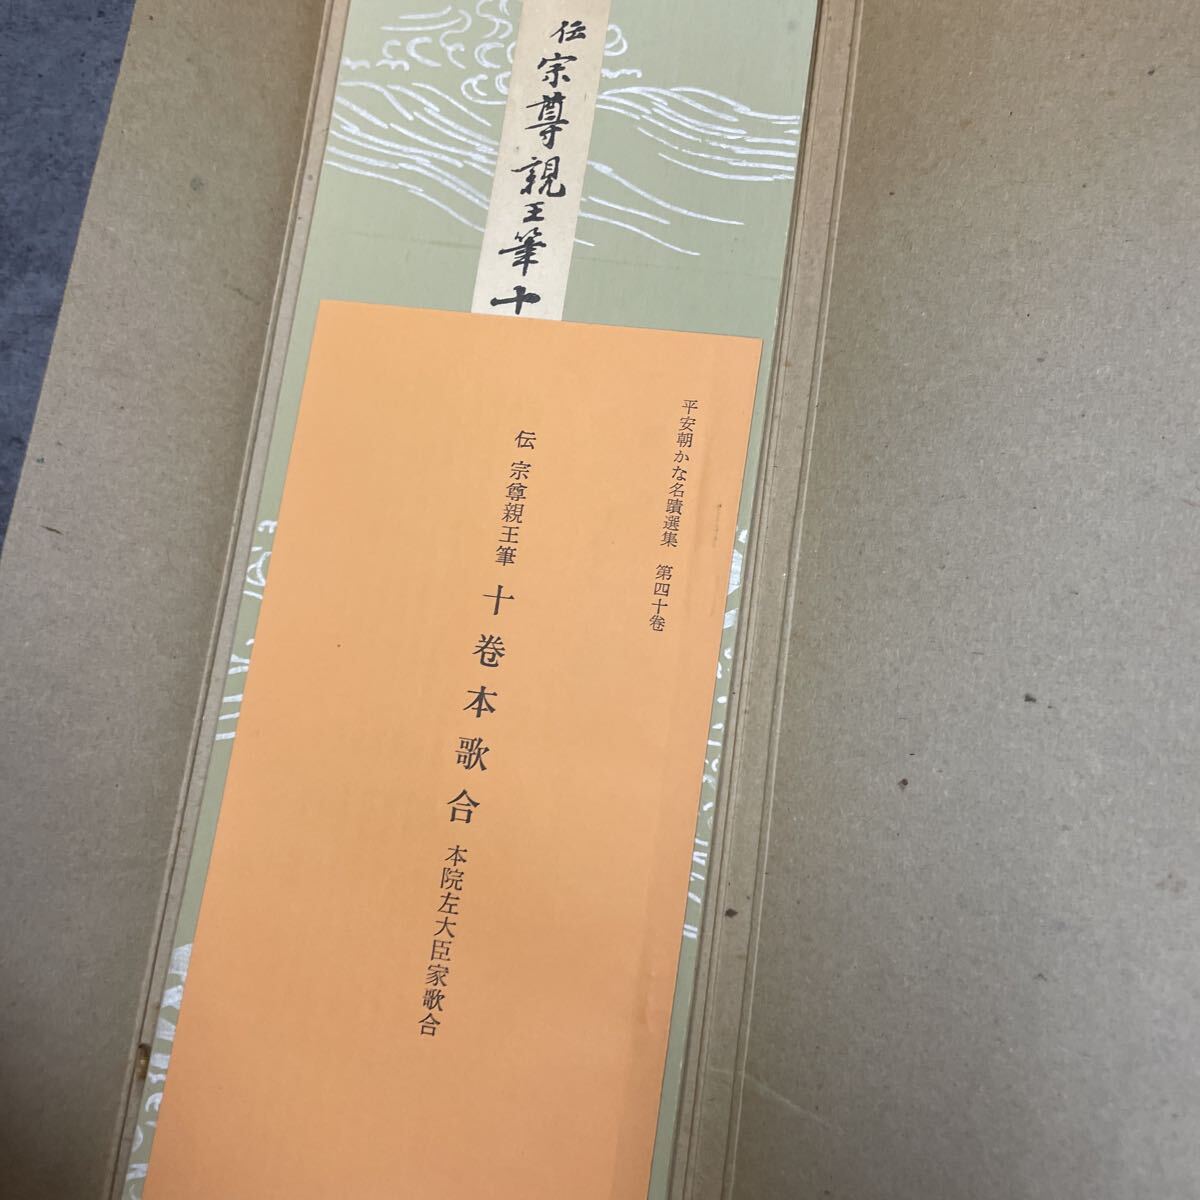 伝宗尊親王筆十
平安朝かな名蹟選集　第四十巻
伝 宗尊親王筆 十巻本歌合 本院左大臣家歌合